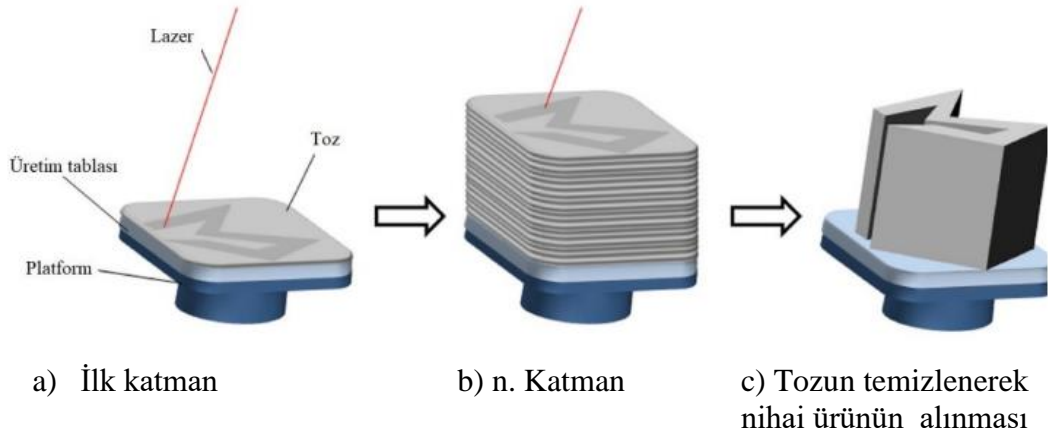 Lazer
Toz
Üretim tablası
Platform
a) İlk katman
b) n. Katman
c) Tozun temizlenerek
nihai ürünün alınması